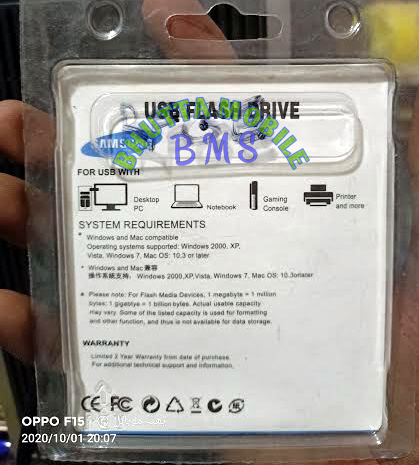 USB FLASH DRIVE
SAMSUNG
BHUTTA MOBILE
BMS
FOR USB WITH
Desktop
PC
Notebook
Gaming
Console
Printer
and more
SYSTEM REQUIREMENTS
* Windows and Mac compatible
Operating systems supported: Windows 2000, XP,
Vista, Windows 7, Mac OS: 10.3 or later
* Windows and Mac 兼容
操作系統支持: Windows 2000,XP,Vista, Windows 7, Mac OS: 10.3orlater
* Please note: For Flash Media Devices, 1 megabyte = 1 million
bytes: 1 gigaftye = 1 billion bytes. Actual usable capacity
may very. Some of the listed capacity is used for formatting
and other function, and thus is not available for data storage.
WARRANTY
Limited 2 Year Warranty from date of purchase.
For additional technical support and information.
CE FC
OPPO F15
2020/10/01 20:07